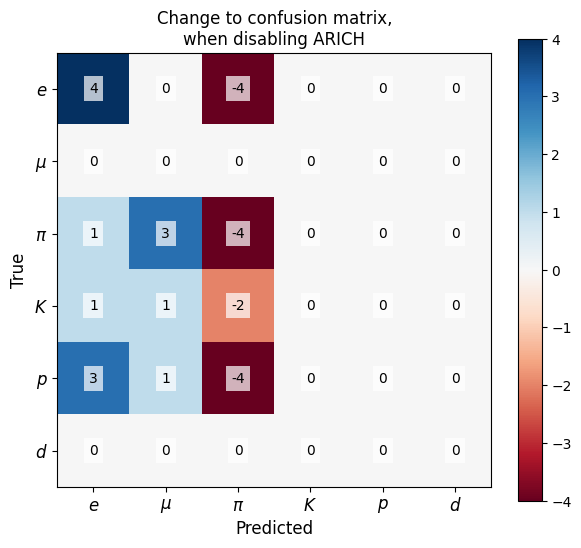 Change to confusion matrix,
when disabling ARICH
True
e 4 0 -4 0 0 0
μ 0 0 0 0 0 0
π 1 3 -4 0 0 0
K 1 1 -2 0 0 0
p 3 1 -4 0 0 0
d 0 0 0 0 0 0
e μ π K p d
Predicted
4
3
2
1
0
−1
−2
−3
−4